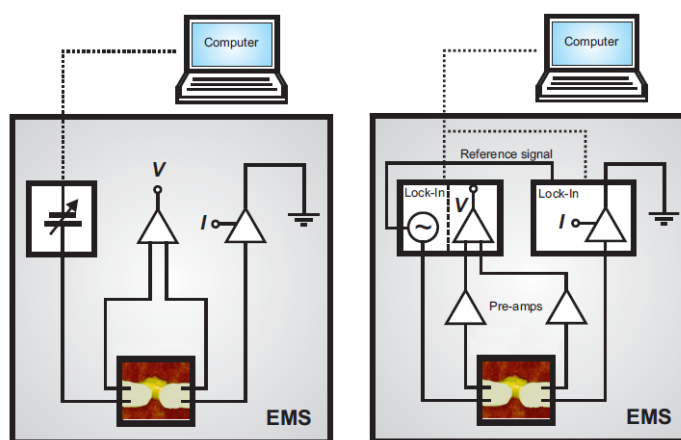 Computer
V
I
EMS
Computer
Reference signal
Lock-In
V
Lock-In
I
~
Pre-amps
EMS